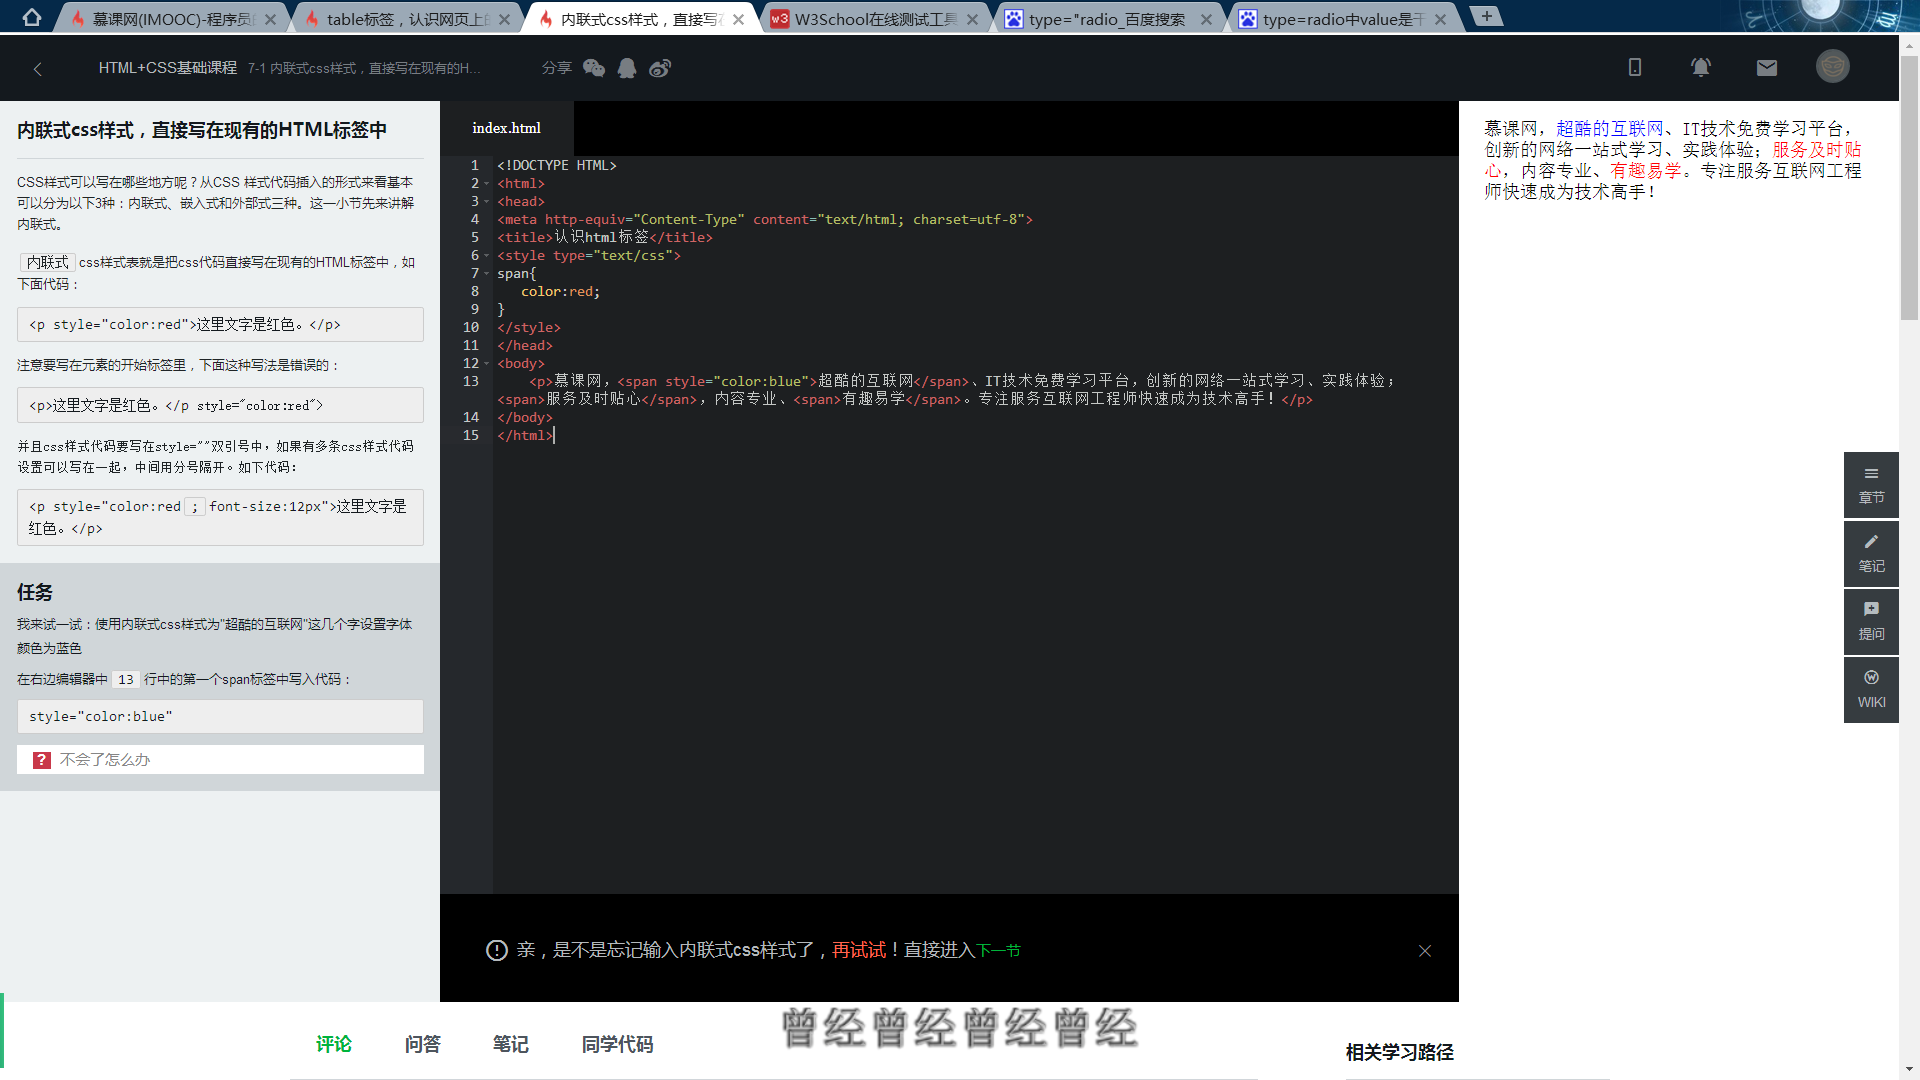 慕课网(IMOOC)-程序员
table标签，认识网页上
内联式css样式，直接写
W3School在线测试工具
type="radio_百度搜索
type=radio中value是干
HTML+CSS基础课程 7-1 内联式css样式，直接写在现有的H...
分享
内联式css样式，直接写在现有的HTML标签中
CSS样式可以写在哪些地方呢？从CSS 样式代码插入的形式来看基本
可以分为以下3种：内联式、嵌入式和外部式三种。这一小节先来讲解
内联式。
内联式 css样式表就是把css代码直接写在现有的HTML标签中，如
下面代码：
<p style="color:red">这里文字是红色。</p>
注意要写在元素的开始标签里，下面这种写法是错误的：
<p>这里文字是红色。</p style="color:red">
并且css样式代码要写在style=""双引号中，如果有多条css样式代码
设置可以写在一起，中间用分号隔开。如下代码：
<p style="color:red ; font-size:12px">这里文字是
红色。</p>
任务
我来试一试：使用内联式css样式为"超酷的互联网"这几个字设置字体
颜色为蓝色
在右边编辑器中 13 行中的第一个span标签中写入代码：
style="color:blue"
? 不会了怎么办
index.html
1 <!DOCTYPE HTML>
2 <html>
3 <head>
4 <meta http-equiv="Content-Type" content="text/html; charset=utf-8">
5 <title>认识html标签</title>
6 <style type="text/css">
7 span{
8 color:red;
9 }
10 </style>
11 </head>
12 <body>
13 <p>慕课网，<span style="color:blue">超酷的互联网</span>、IT技术免费学习平台，创新的网络一站式学习、实践体验；
<span>服务及时贴心</span>，内容专业、<span>有趣易学</span>。专注服务互联网工程师快速成为技术高手！</p>
14 </body>
15 </html>
亲，是不是忘记输入内联式css样式了，再试试！直接进入下一节
慕课网，超酷的互联网、IT技术免费学习平台，
创新的网络一站式学习、实践体验；服务及时贴
心，内容专业、有趣易学。专注服务互联网工程
师快速成为技术高手！
章节
笔记
提问
WIKI
评论 问答 笔记 同学代码
曾经曾经曾经曾经
相关学习路径